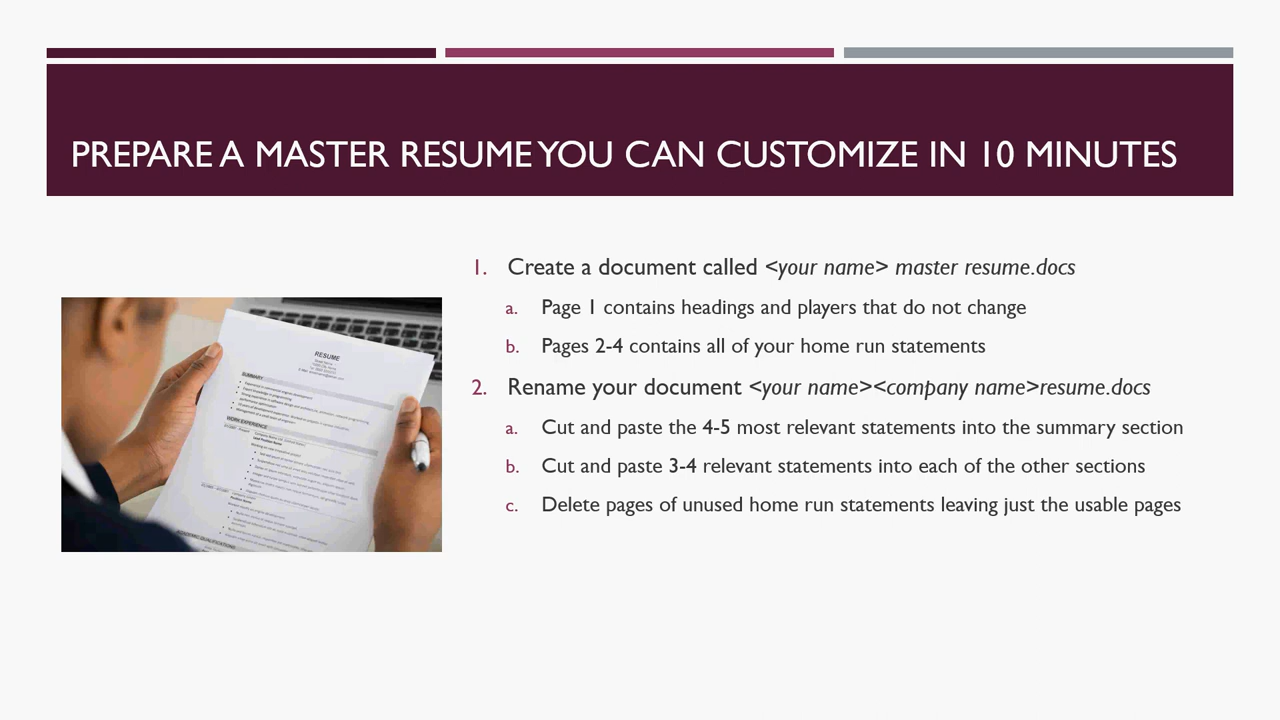 PREPARE A MASTER RESUME YOU CAN CUSTOMIZE IN 10 MINUTES
1. Create a document called <your name> master resume.docs
a. Page 1 contains headings and players that do not change
b. Pages 2-4 contains all of your home run statements
2. Rename your document <your name><company name>resume.docs
a. Cut and paste the 4-5 most relevant statements into the summary section
b. Cut and paste 3-4 relevant statements into each of the other sections
c. Delete pages of unused home run statements leaving just the usable pages
RESUME
SUMMARY
WORK EXPERIENCE
ACADEMIC QUALIFICATIONS